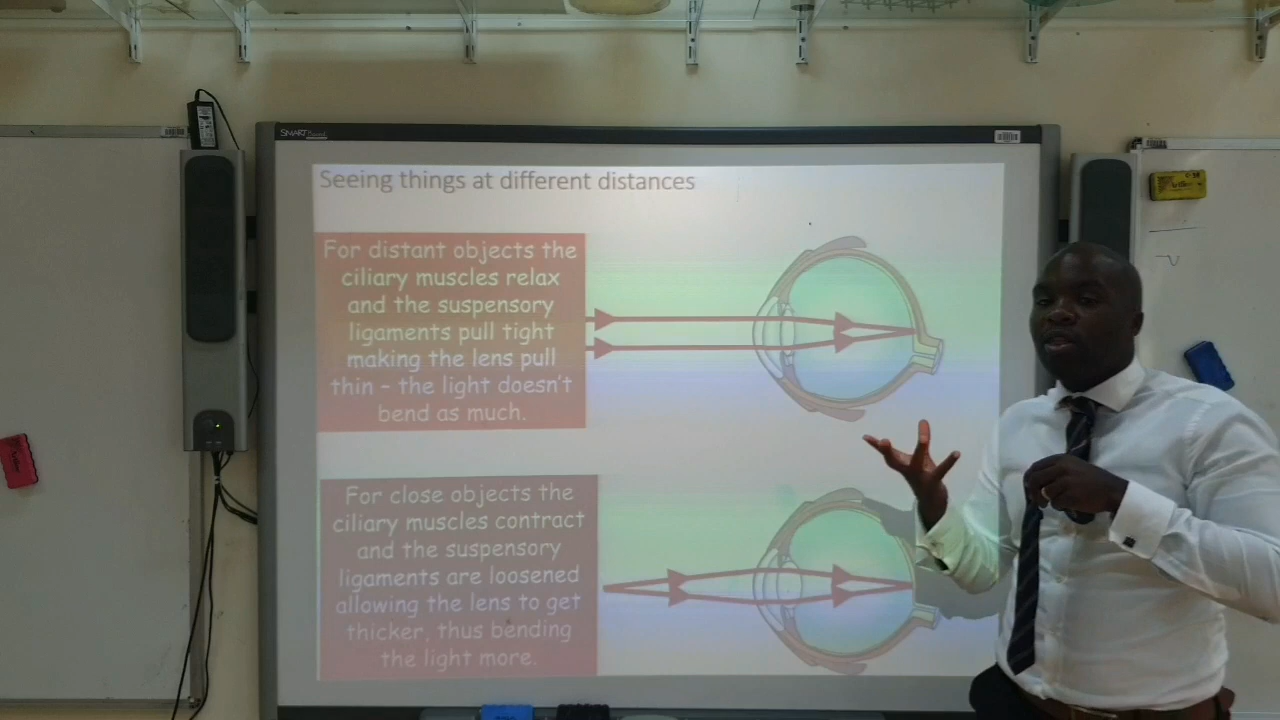 SMART Board
Seeing things at different distances
For distant objects the
ciliary muscles relax
and the suspensory
ligaments pull tight
making the lens pull
thin – the light doesn't
bend as much.
For close objects the
ciliary muscles contract
and the suspensory
ligaments are loosened
allowing the lens to get
thicker, thus bending
the light more.